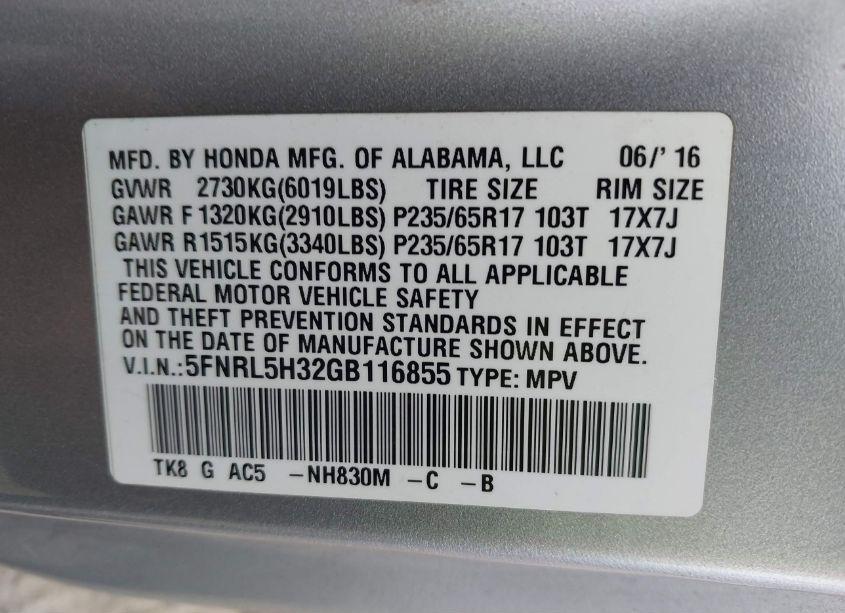 MFD. BY HONDA MFG. OF ALABAMA, LLC 06/' 16
GVWR 2730KG(6019LBS) TIRE SIZE RIM SIZE
GAWR F 1320KG(2910LBS) P235/65R17 103T 17X7J
GAWR R1515KG(3340LBS) P235/65R17 103T 17X7J
THIS VEHICLE CONFORMS TO ALL APPLICABLE
FEDERAL MOTOR VEHICLE SAFETY
AND THEFT PREVENTION STANDARDS IN EFFECT
ON THE DATE OF MANUFACTURE SHOWN ABOVE.
V.I.N.:5FNRL5H32GB116855 TYPE: MPV
TK8 G AC5 -NH830M -C -B